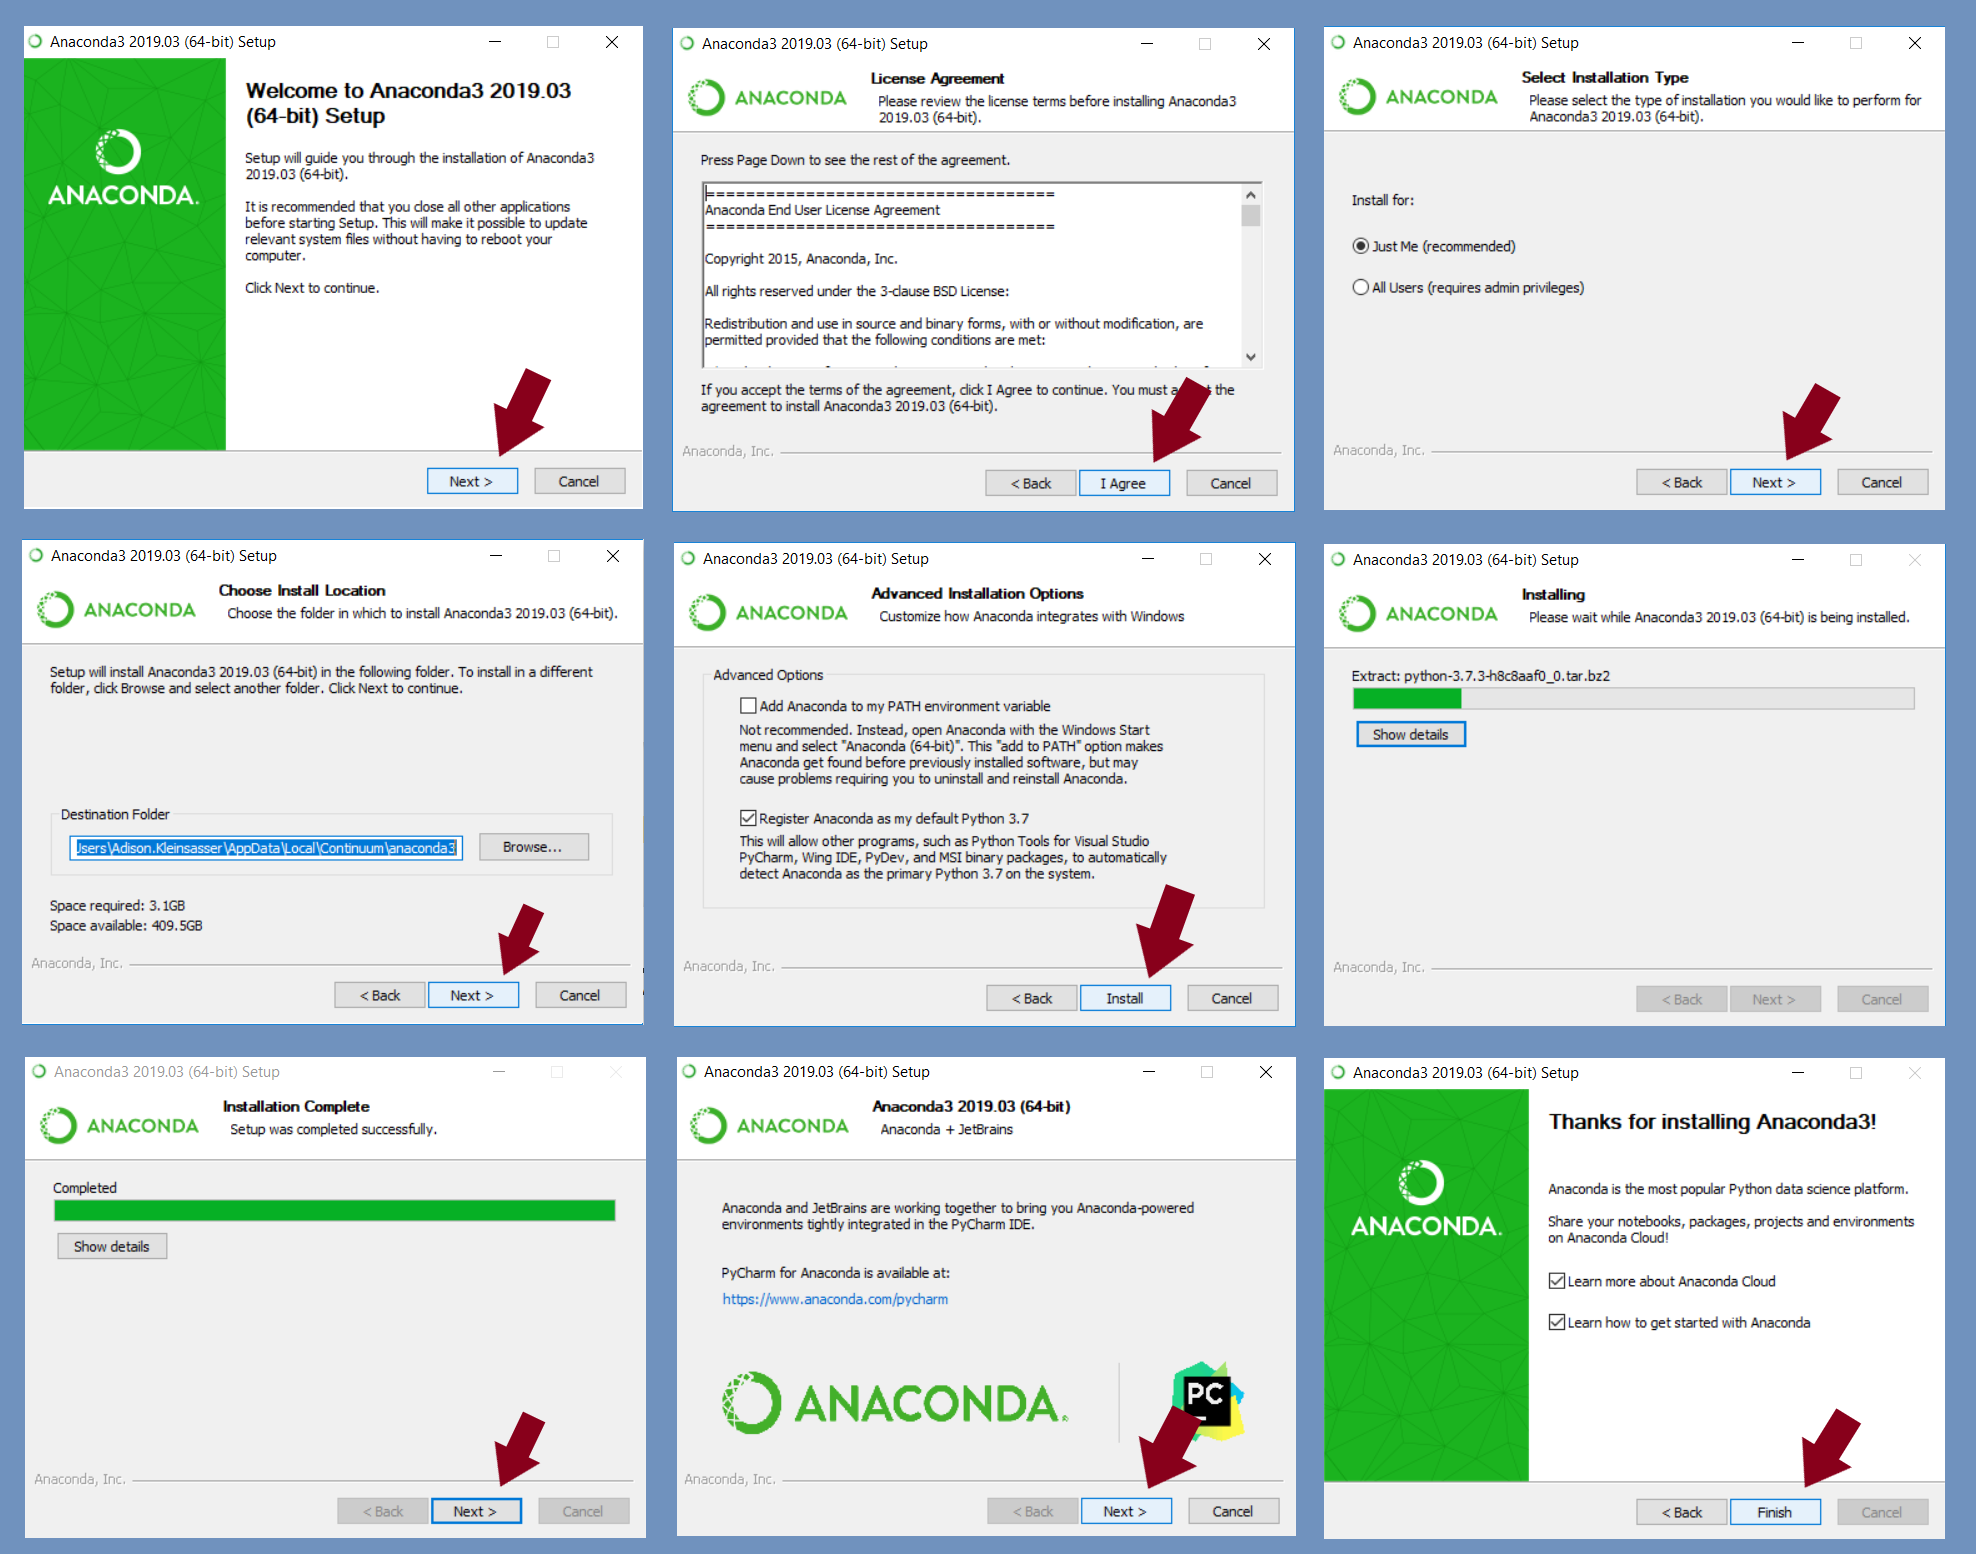 Anaconda3 2019.03 (64-bit) Setup
ANACONDA.
Welcome to Anaconda3 2019.03
(64-bit) Setup
Setup will guide you through the installation of Anaconda3
2019.03 (64-bit).
It is recommended that you close all other applications
before starting Setup. This will make it possible to update
relevant system files without having to reboot your
computer.
Click Next to continue.
Next >
Cancel
Anaconda3 2019.03 (64-bit) Setup
ANACONDA
License Agreement
Please review the license terms before installing Anaconda3
2019.03 (64-bit).
Press Page Down to see the rest of the agreement.
===================================
Anaconda End User License Agreement
===================================
Copyright 2015, Anaconda, Inc.
All rights reserved under the 3-clause BSD License:
Redistribution and use in source and binary forms, with or without modification, are
permitted provided that the following conditions are met:
If you accept the terms of the agreement, click I Agree to continue. You must the
agreement to install Anaconda3 2019.03 (64-bit).
Anaconda, Inc.
< Back
I Agree
Cancel
Anaconda3 2019.03 (64-bit) Setup
ANACONDA
Select Installation Type
Please select the type of installation you would like to perform for
Anaconda3 2019.03 (64-bit).
Install for:
Just Me (recommended)
All Users (requires admin privileges)
Anaconda, Inc.
< Back
Next >
Cancel
Anaconda3 2019.03 (64-bit) Setup
ANACONDA
Choose Install Location
Choose the folder in which to install Anaconda3 2019.03 (64-bit).
Setup will install Anaconda3 2019.03 (64-bit) in the following folder. To install in a different
folder, click Browse and select another folder. Click Next to continue.
Destination Folder
Users\Adison.Kleinsasser\AppData\Local\Continuum\anaconda3
Browse...
Space required: 3.1GB
Space available: 409.5GB
Anaconda, Inc.
< Back
Next >
Cancel
Anaconda3 2019.03 (64-bit) Setup
ANACONDA
Advanced Installation Options
Customize how Anaconda integrates with Windows
Advanced Options
Add Anaconda to my PATH environment variable
Not recommended. Instead, open Anaconda with the Windows Start
menu and select "Anaconda (64-bit)". This "add to PATH" option makes
Anaconda get found before previously installed software, but may
cause problems requiring you to uninstall and reinstall Anaconda.
Register Anaconda as my default Python 3.7
This will allow other programs, such as Python Tools for Visual Studio
PyCharm, Wing IDE, PyDev, and MSI binary packages, to automatically
detect Anaconda as the primary Python 3.7 on the system.
Anaconda, Inc.
< Back
Install
Cancel
Anaconda3 2019.03 (64-bit) Setup
ANACONDA
Installing
Please wait while Anaconda3 2019.03 (64-bit) is being installed.
Extract: python-3.7.3-h8c8aaf0_0.tar.bz2
Show details
Anaconda, Inc.
< Back
Next >
Cancel
Anaconda3 2019.03 (64-bit) Setup
ANACONDA
Installation Complete
Setup was completed successfully.
Completed
Show details
Anaconda, Inc.
< Back
Next >
Cancel
Anaconda3 2019.03 (64-bit) Setup
ANACONDA
Anaconda3 2019.03 (64-bit)
Anaconda + JetBrains
Anaconda and JetBrains are working together to bring you Anaconda-powered
environments tightly integrated in the PyCharm IDE.
PyCharm for Anaconda is available at:
https://www.anaconda.com/pycharm
ANACONDA.
PC
Anaconda, Inc.
< Back
Next >
Cancel
Anaconda3 2019.03 (64-bit) Setup
ANACONDA.
Thanks for installing Anaconda3!
Anaconda is the most popular Python data science platform.
Share your notebooks, packages, projects and environments
on Anaconda Cloud!
Learn more about Anaconda Cloud
Learn how to get started with Anaconda
< Back
Finish
Cancel